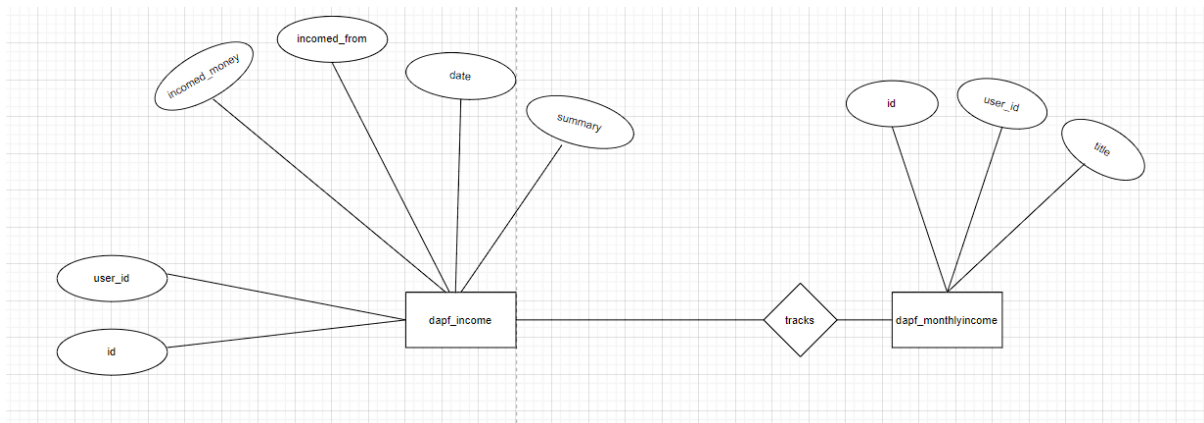 incomed_money
incomed_from
date
summary
id
user_id
title
user_id
id
dapf_income
tracks
dapf_monthlyincome